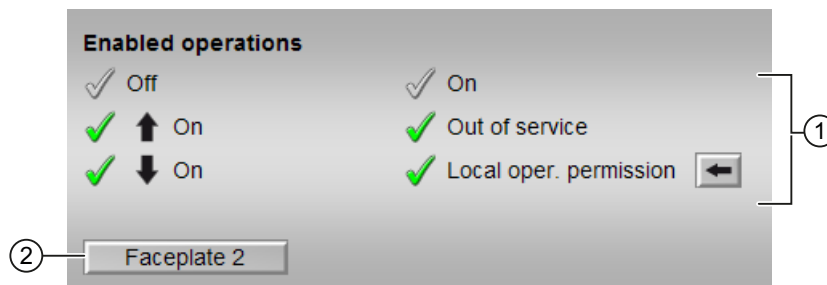 Enabled operations
Off
On
On
Out of service
On
Local oper. permission
1
2
Faceplate 2